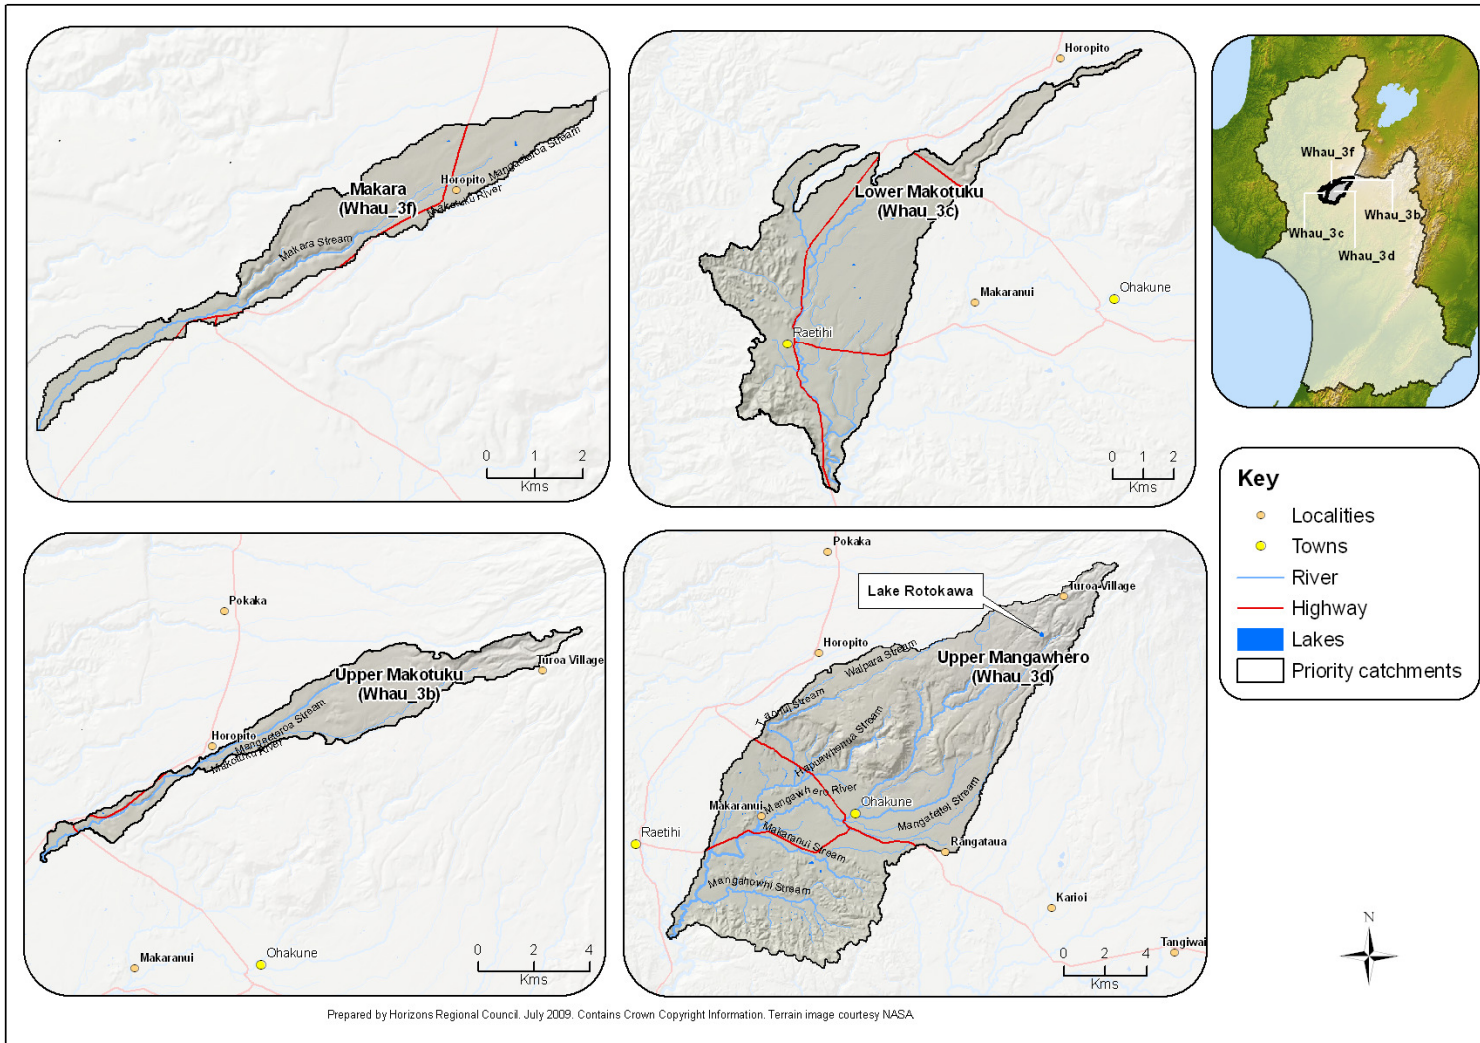 Makara
(Whau_3f)
Horopito
Mangaeteroa Stream
Makotuku River
Makara Stream
0 1 2
Kms
Horopito
Lower Makotuku
(Whau_3c)
Makaranui
Ohakune
Raetihi
0 1 2
Kms
Whau_3f
Whau_3b
Whau_3c
Whau_3d
Key
Localities
Towns
River
Highway
Lakes
Priority catchments
Pokaka
Turoa Village
Upper Makotuku
(Whau_3b)
Mangaeteroa Stream
Horopito
Makotuku River
Makaranui
Ohakune
0 2 4
Kms
Pokaka
Lake Rotokawa
Turoa Village
Horopito
Waipara Stream
Upper Mangawhero
(Whau_3d)
Stream
Hapuawhenua Stream
Mangawhero River
Makaranui
Ohakune
Mangateitei Stream
Raetihi
Makaranui Stream
Rangataua
Mangahowhi Stream
Karioi
Tangiwai
0 2 4
Kms
N
Prepared by Horizons Regional Council. July 2009. Contains Crown Copyright Information. Terrain image courtesy NASA